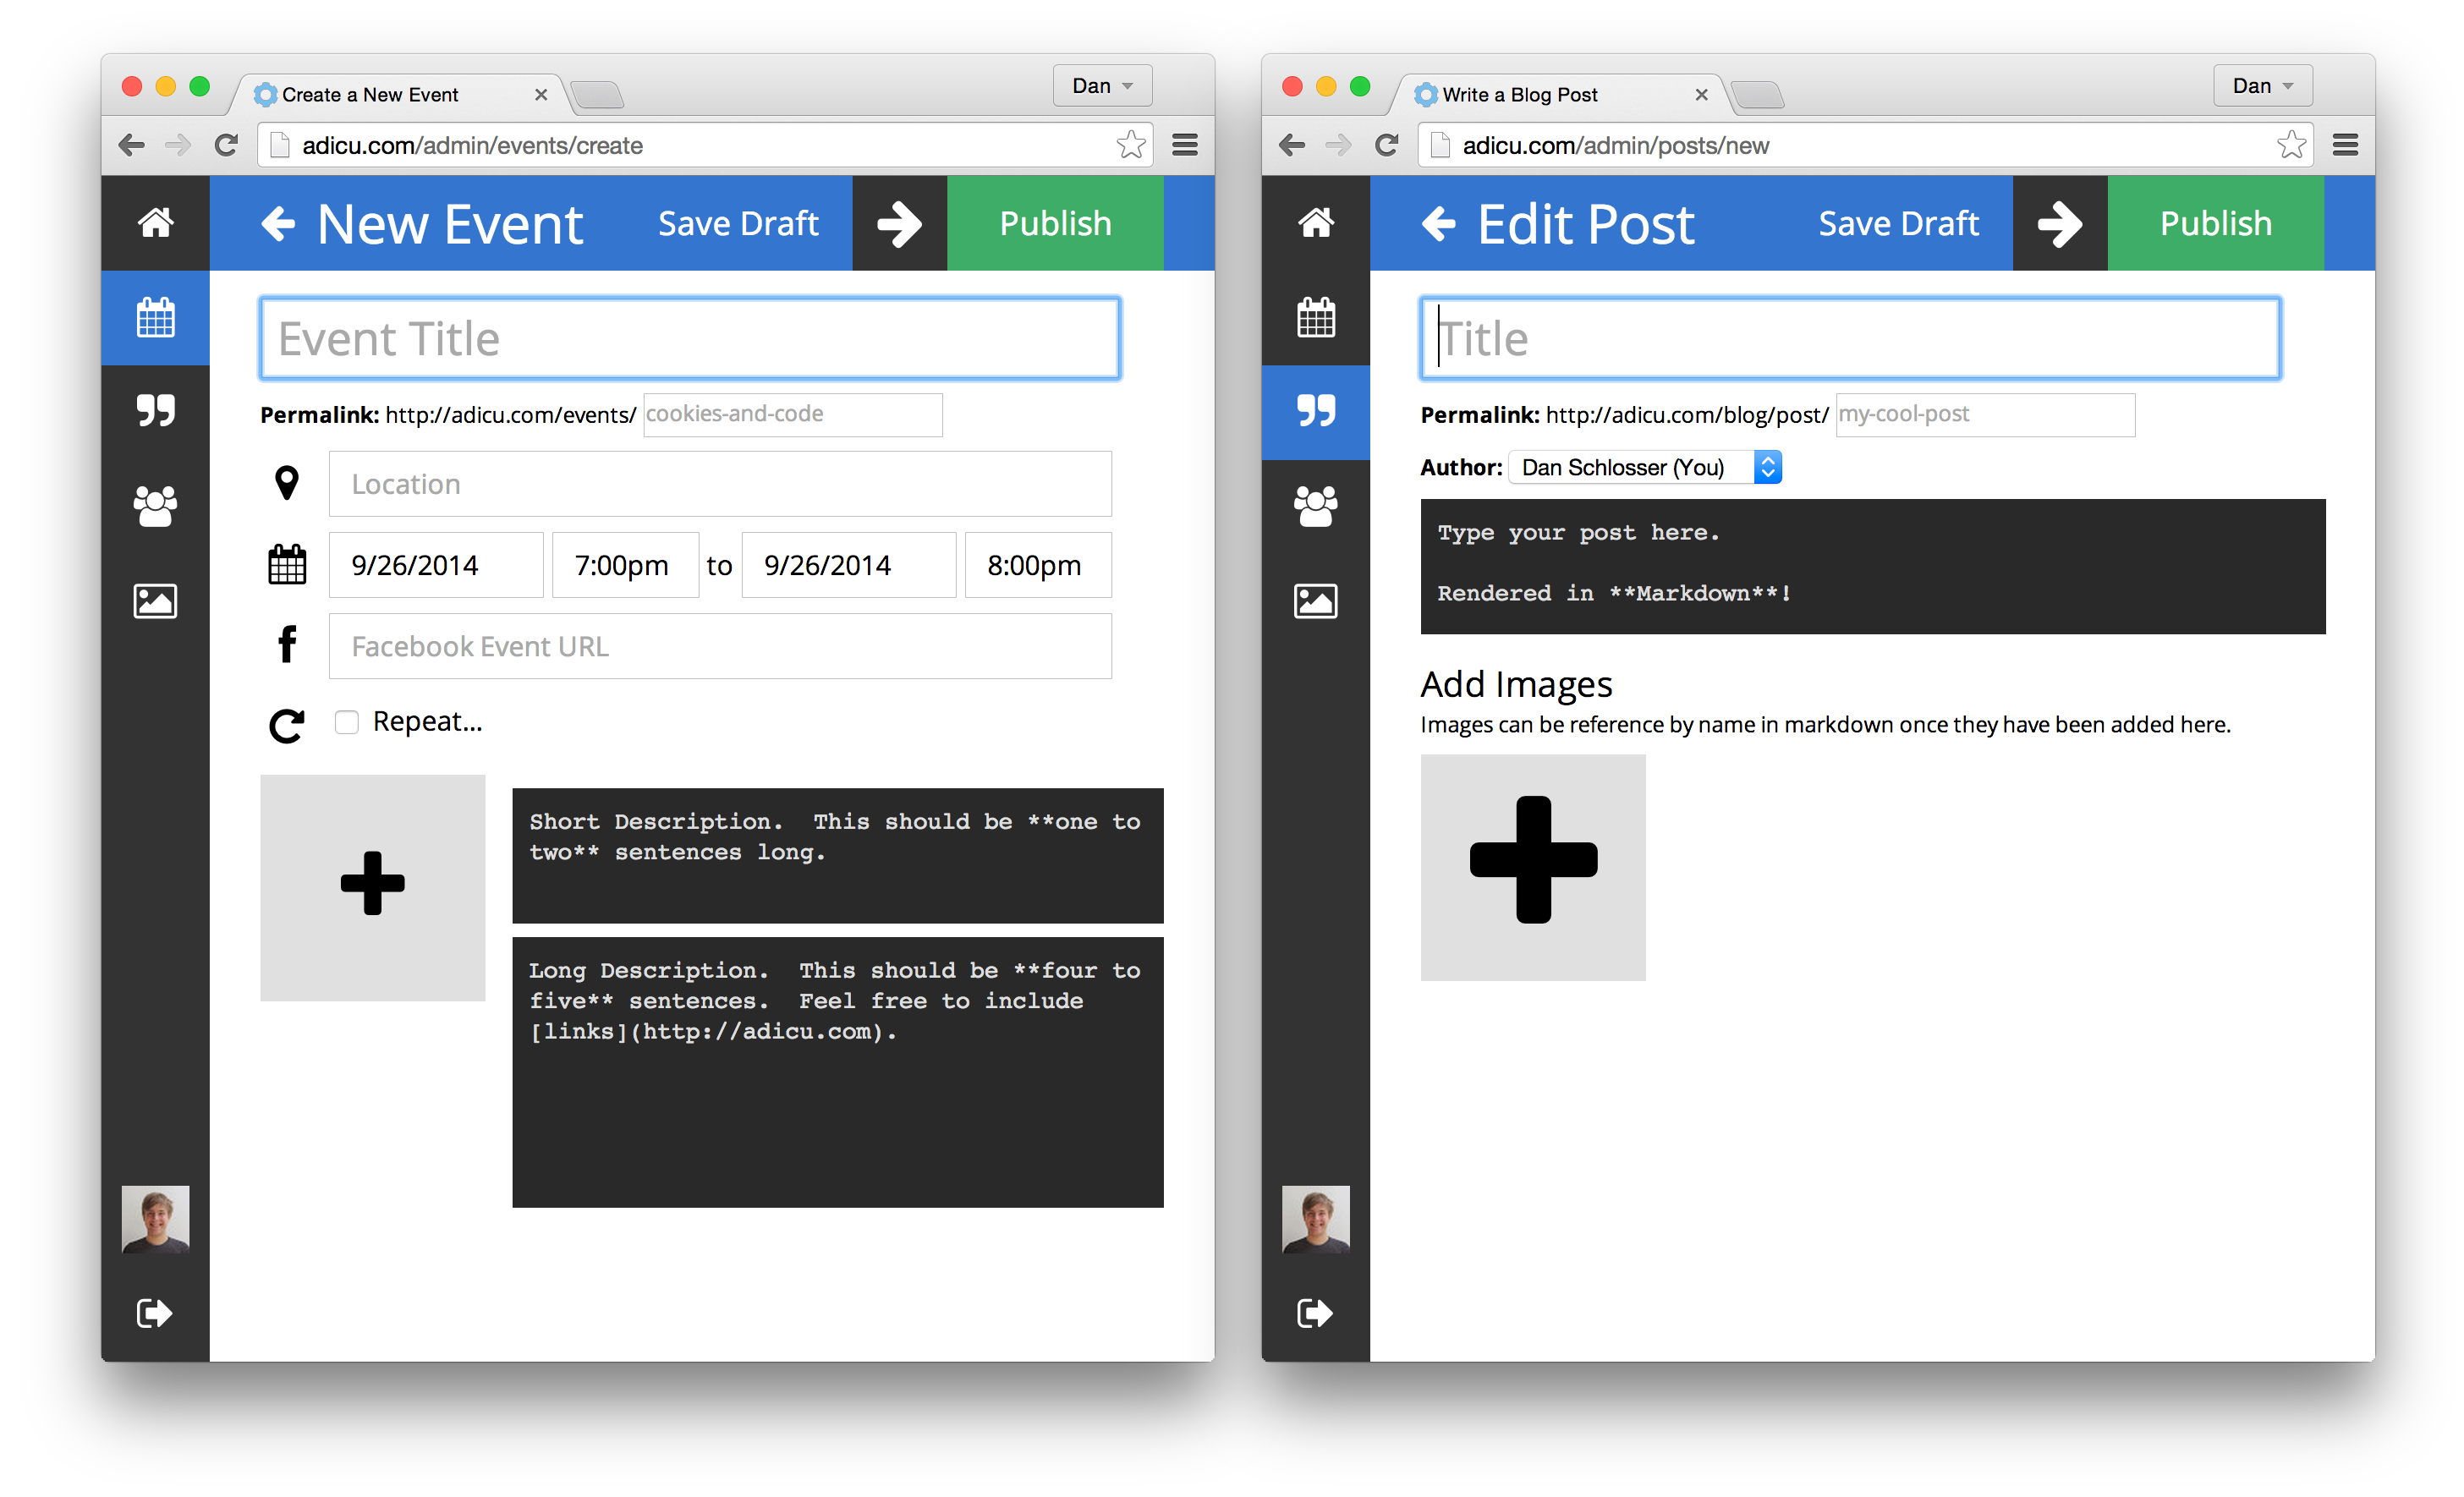 Create a New Event
Dan
adicu.com/admin/events/create
New Event
Save Draft
Publish
Event Title
Permalink: http://adicu.com/events/ cookies-and-code
Location
9/26/2014 7:00pm to 9/26/2014 8:00pm
Facebook Event URL
Repeat...
Short Description.  This should be **one to
two** sentences long.
Long Description.  This should be **four to
five** sentences.  Feel free to include
[links](http://adicu.com).
Write a Blog Post
Dan
adicu.com/admin/posts/new
Edit Post
Save Draft
Publish
Title
Permalink: http://adicu.com/blog/post/ my-cool-post
Author: Dan Schlosser (You)
Type your post here.
Rendered in **Markdown**!
Add Images
Images can be reference by name in markdown once they have been added here.